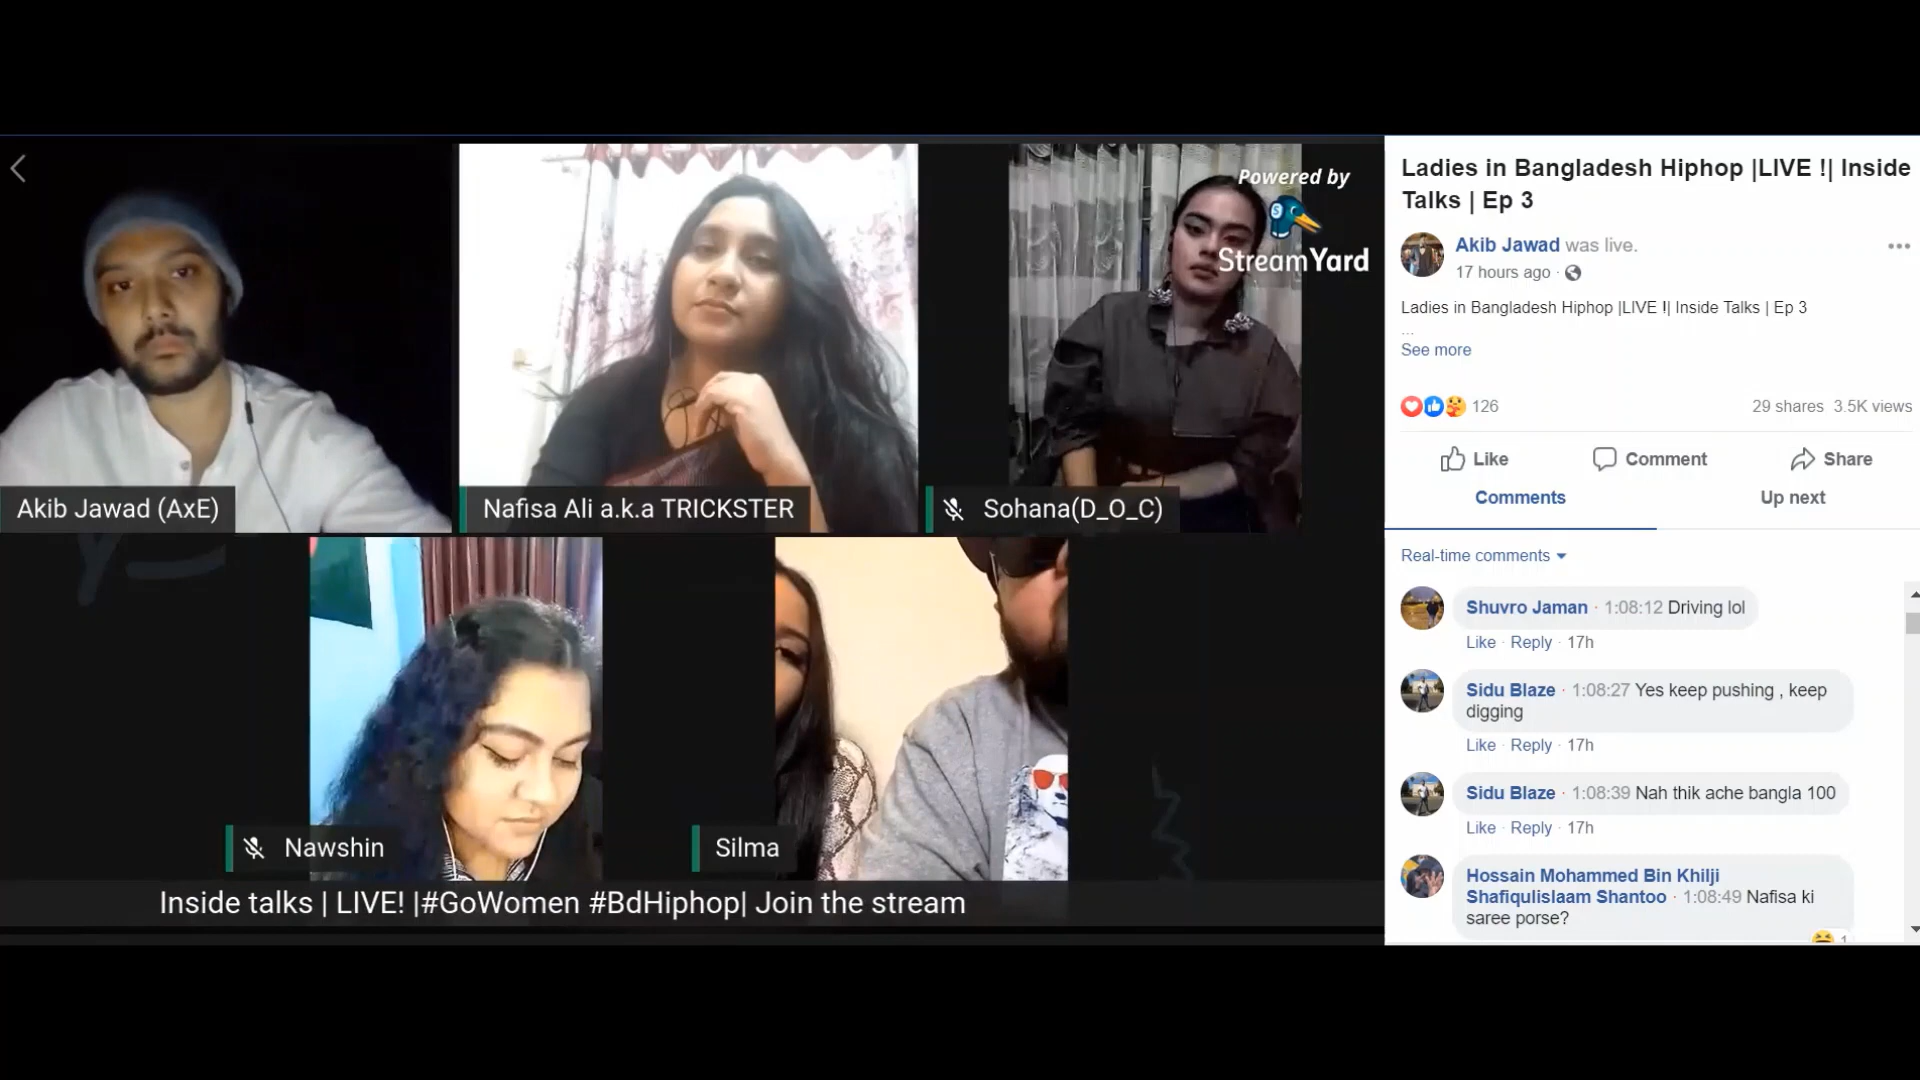 Powered by
StreamYard
Akib Jawad (AxE)
Nafisa Ali a.k.a TRICKSTER
Sohana(D_O_C)
Nawshin
Silma
Inside talks | LIVE! |#GoWomen #BdHiphop| Join the stream
Ladies in Bangladesh Hiphop |LIVE !| Inside
Talks | Ep 3
Akib Jawad was live.
17 hours ago ·
Ladies in Bangladesh Hiphop |LIVE !| Inside Talks | Ep 3
...
See more
126
29 shares 3.5K views
Like Comment Share
Comments Up next
Real-time comments
Shuvro Jaman · 1:08:12 Driving lol
Like · Reply · 17h
Sidu Blaze · 1:08:27 Yes keep pushing , keep
digging
Like · Reply · 17h
Sidu Blaze · 1:08:39 Nah thik ache bangla 100
Like · Reply · 17h
Hossain Mohammed Bin Khilji
Shafiqulislaam Shantoo · 1:08:49 Nafisa ki
saree porse?
1